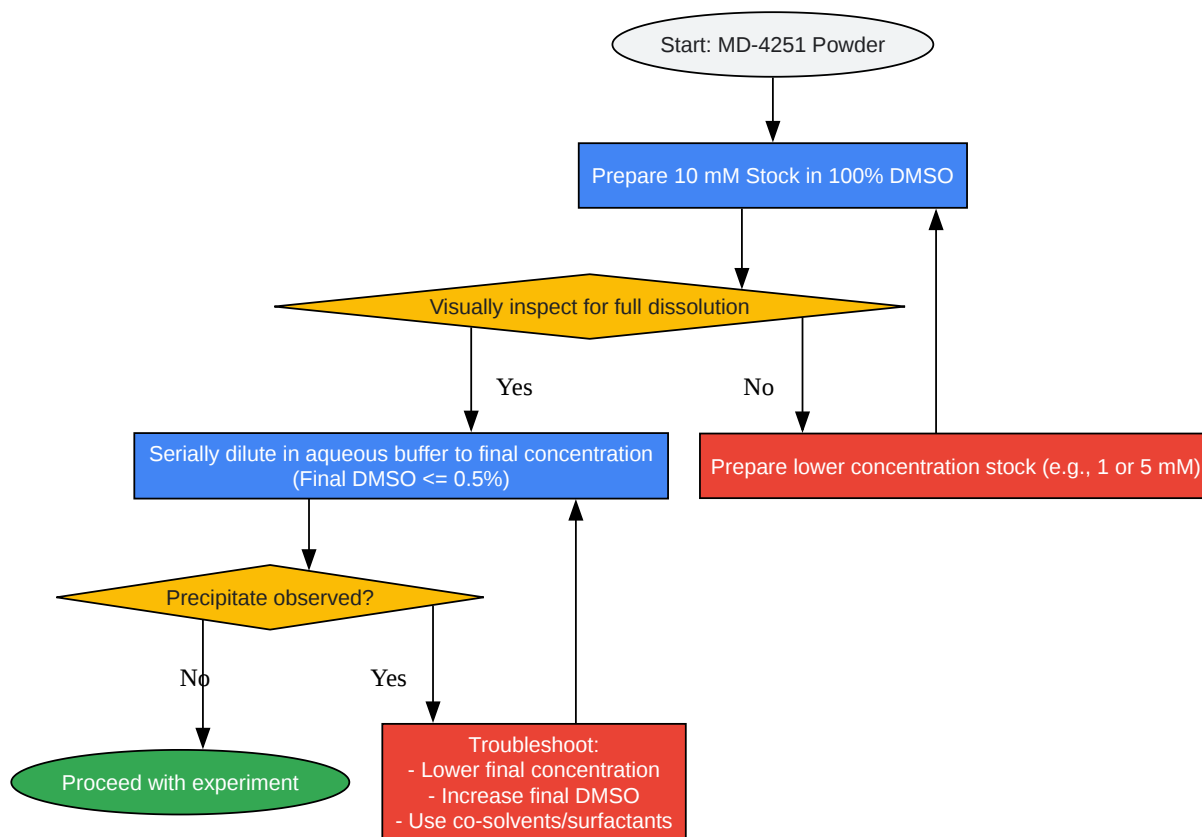 Start: MD-4251 Powder
Prepare 10 mM Stock in 100% DMSO
Visually inspect for full dissolution
Yes
No
Serially dilute in aqueous buffer to final concentration
(Final DMSO <= 0.5%)
Prepare lower concentration stock (e.g., 1 or 5 mM)
Precipitate observed?
No
Yes
Proceed with experiment
Troubleshoot:
- Lower final concentration
- Increase final DMSO
- Use co-solvents/surfactants